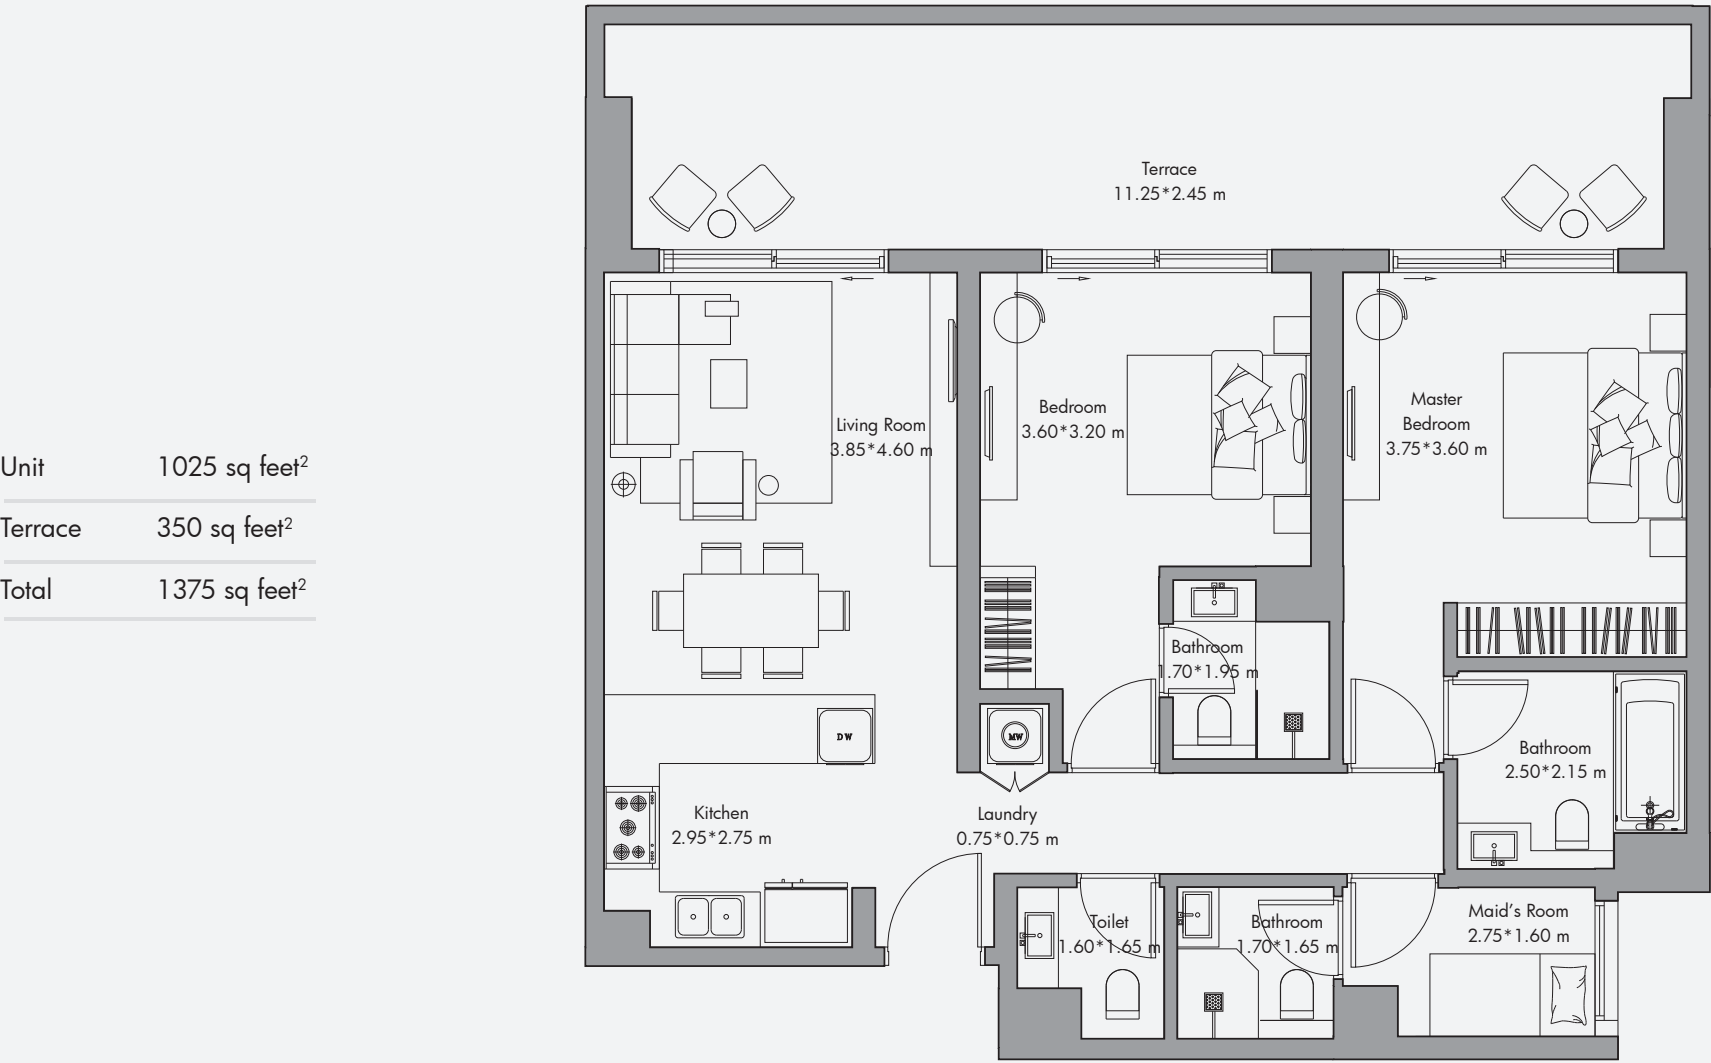 Terrace
11.25*2.45 m
Living Room
3.85*4.60 m
Bedroom
3.60*3.20 m
Master
Bedroom
3.75*3.60 m
Unit 1025 sq feet²
Terrace 350 sq feet²
Total 1375 sq feet²
Bathroom
1.70*1.95 m
DW
MW
Bathroom
2.50*2.15 m
Kitchen
2.95*2.75 m
Laundry
0.75*0.75 m
Toilet
1.60*1.65 m
Bathroom
1.70*1.65 m
Maid's Room
2.75*1.60 m